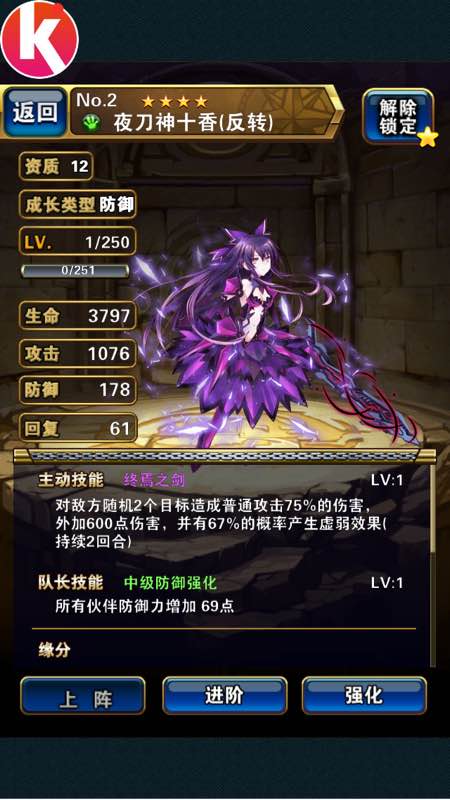 K
返回
No.2
夜刀神十香(反转)
解除
锁定
资质 12
成长类型 防御
LV. 1/250
0/251
生命 3797
攻击 1076
防御 178
回复 61
主动技能 终焉之剑 LV:1
对敌方随机2个目标造成普通攻击75%的伤害,
外加600点伤害，并有67%的概率产生虚弱效果(
持续2回合)
队长技能 中级防御强化 LV:1
所有伙伴防御力增加 69点
缘分
上 阵
进阶
强化